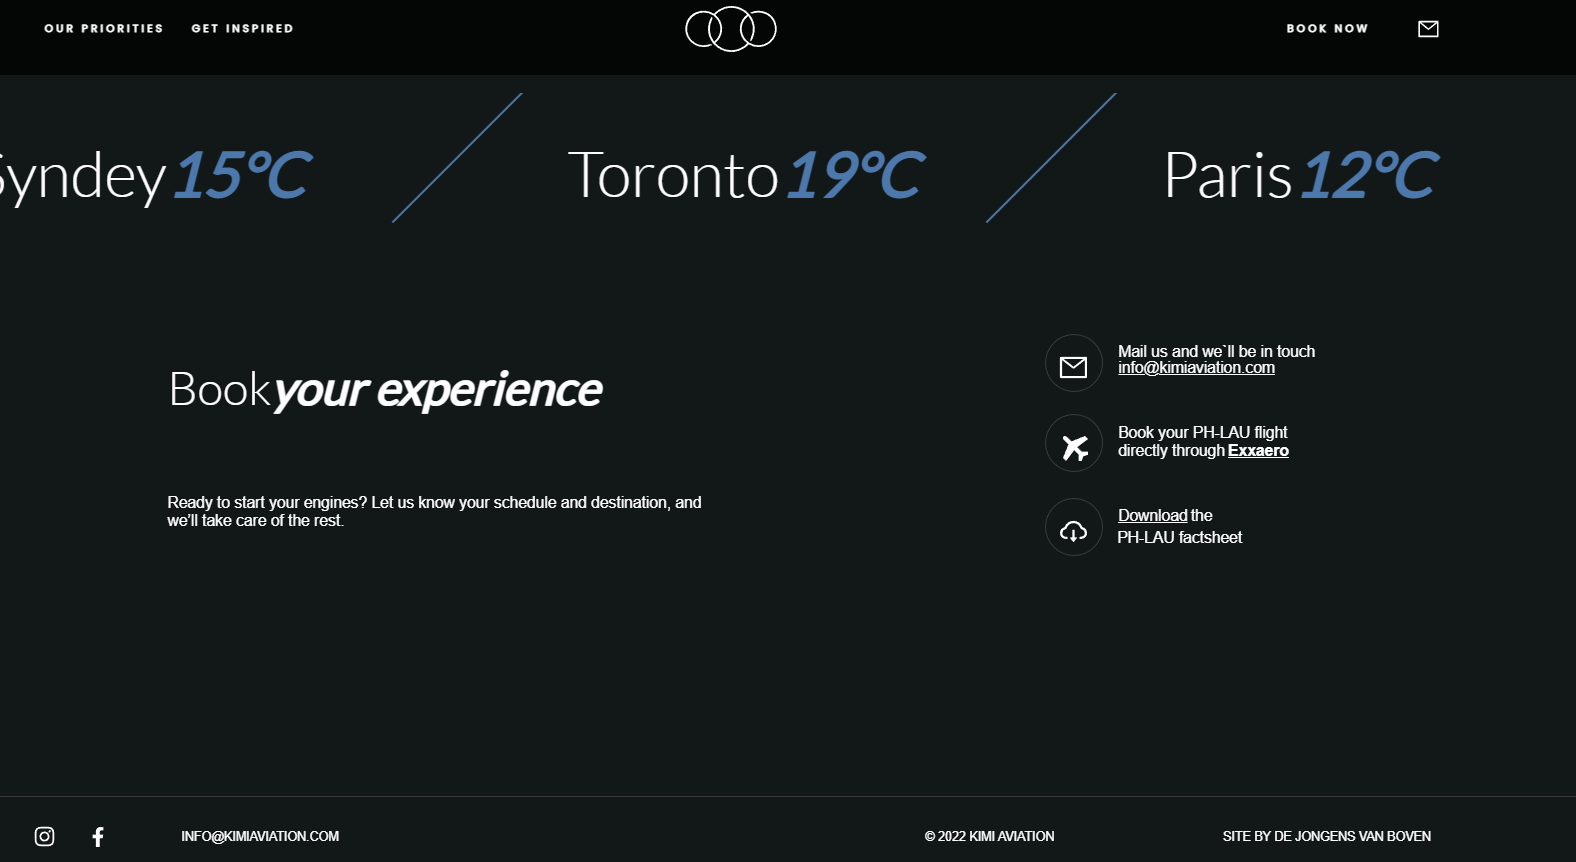 OUR PRIORITIES GET INSPIRED BOOK NOW
Syndey 15°C Toronto 19°C Paris 12°C
Book your experience
Ready to start your engines? Let us know your schedule and destination, and
we'll take care of the rest.
Mail us and we`ll be in touch
info@kimiaviation.com
Book your PH-LAU flight
directly through Exxaero
Download the
PH-LAU factsheet
INFO@KIMIAVIATION.COM © 2022 KIMI AVIATION SITE BY DE JONGENS VAN BOVEN